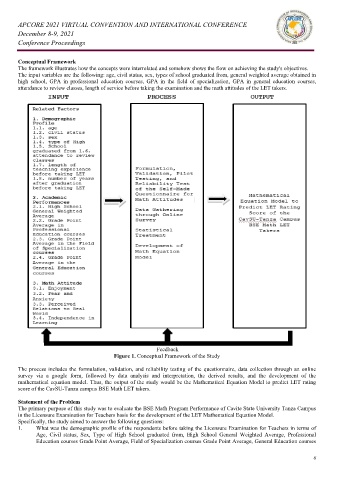 APCORE 2021 VIRTUAL CONVENTION AND INTERNATIONAL CONFERENCE
December 8-9, 2021
Conference Proceedings
Conceptual Framework
The framework illustrates how the concepts were interrelated and somehow shows the flow on achieving the study's objectives.
The input variables are the following: age, civil status, sex, types of school graduated from, general weighted average obtained in
high school, GPA in professional education courses, GPA in the field of specialization, GPA in general education courses,
attendance to review classes, length of service before taking the examination and the math attitudes of the LET takers.
INPUT
PROCESS
OUTPUT
Related Factors
1. Demographic
Profile
1.1. age
1.2. civil status
1.3. sex
1.4. type of High
1.5. School
graduated from 1.6.
attendance to review
classes
1.7. length of
teaching experience
before taking LET
1.8. number of years
after graduation
before taking LET
2. Academic
Performances
2.1. High School
General Weighted
Average
2.2. Grade Point
Average in
Professional
Education courses
2.3. Grade Point
Average in the Field
of Specialization
courses
2.4. Grade Point
Average in the
General Education
courses
3. Math Attitude
3.1. Enjoyment
3.2. Fear and
Anxiety
3.3. Perceived
Relations to Real
World
3.4. Independence in
Learning
Formulation,
Validation, Pilot
Testing, and
Reliability Test
of the Self-Made
Questionnaire for
Math Attitudes
Data Gathering
through Online
Survey
Statistical
Treatment
Development of
Math Equation
Model
Mathematical
Equation Model to
Predict LET Rating
Score of the
CavSU-Tanza Campus
BSE Math LET
Takers
Feedback
Figure 1. Conceptual Framework of the Study
The process includes the formulation, validation, and reliability testing of the questionnaire, data collection through an online
survey via a google form, followed by data analysis and interpretation, the derived results, and the development of the
mathematical equation model. Thus, the output of the study would be the Mathematical Equation Model to predict LET rating
score of the CavSU-Tanza campus BSE Math LET takers.
Statement of the Problem
The primary purpose of this study was to evaluate the BSE Math Program Performance of Cavite State University Tanza Campus
in the Licensure Examination for Teachers basis for the development of the LET Mathematical Equation Model.
Specifically, the study aimed to answer the following questions:
1. What was the demographic profile of the respondents before taking the Licensure Examination for Teachers in terms of
Age, Civil status, Sex, Type of High School graduated from, High School General Weighted Average, Professional
Education courses Grade Point Average, Field of Specialization courses Grade Point Average, General Education courses